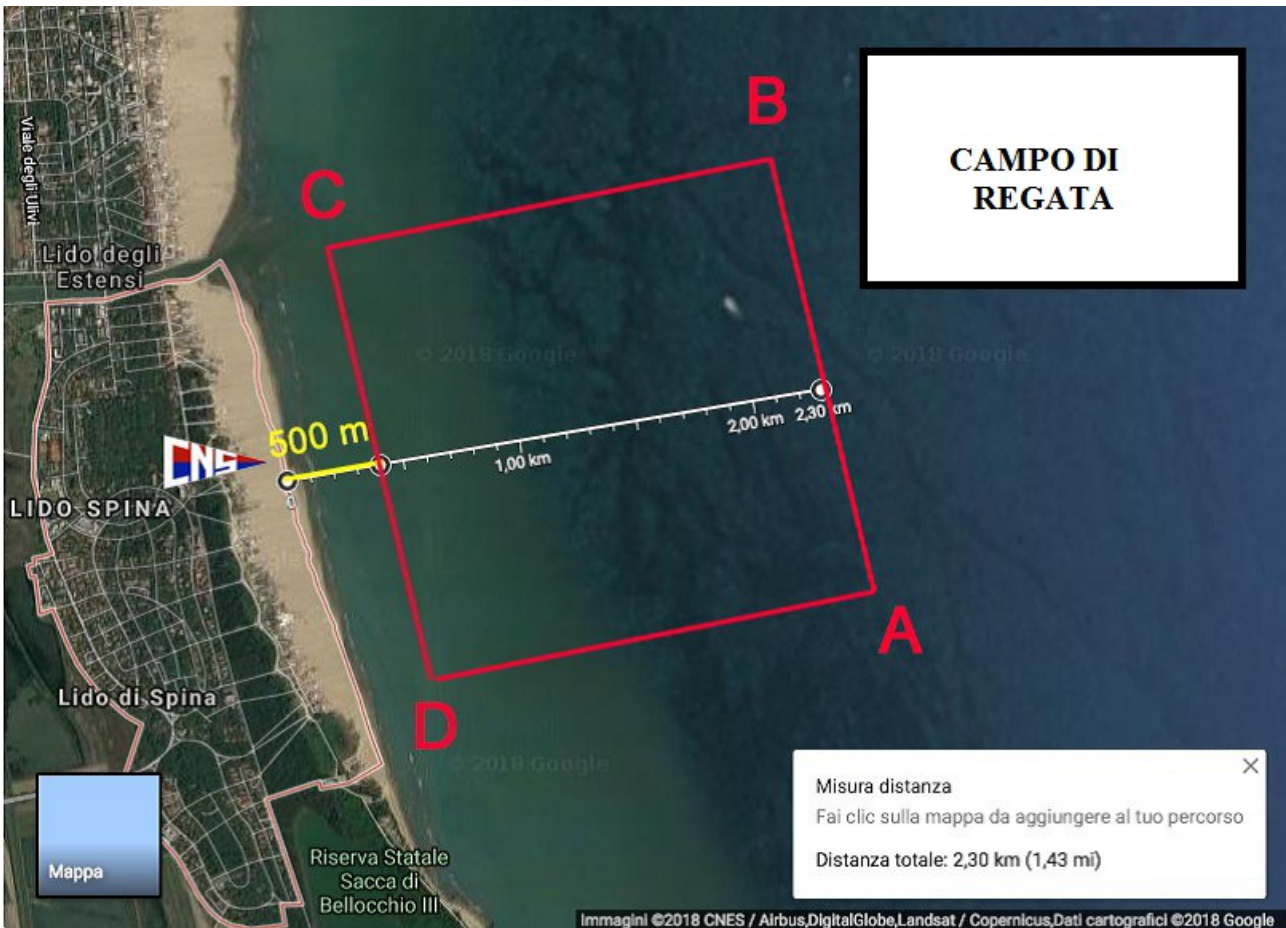 Viale degli Ulivi
B
CAMPO DI
REGATA
C
Lido degli
Estensi
© 2018 Google
© 2018 Google
500 m
CNS
2,00 km
2,30 km
1,00 km
0
LIDO SPINA
A
Lido di Spina
D
© 2018 Google
Misura distanza
Fai clic sulla mappa da aggiungere al tuo percorso
Distanza totale: 2,30 km (1,43 mi)
Mappa
Riserva Statale
Sacca di
Bellocchio III
Immagini ©2018 CNES / Airbus,DigitalGlobe,Landsat / Copernicus,Dati cartografici ©2018 Google